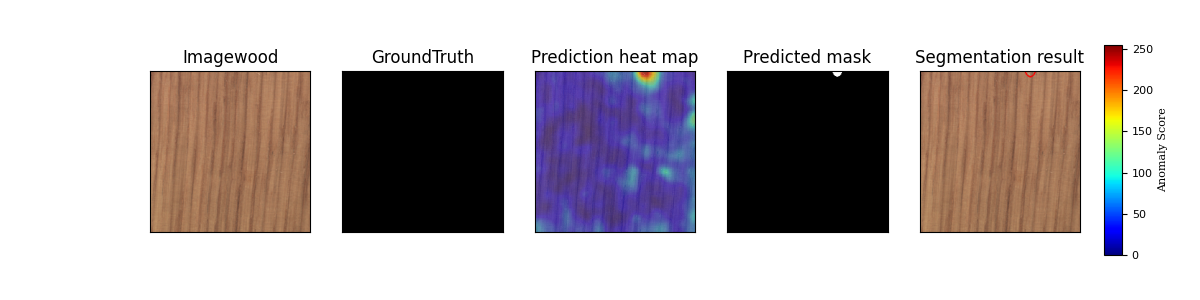 Imagewood
GroundTruth
Prediction heat map
Predicted mask
Segmentation result
250
200
150
100
50
0
Anomaly Score